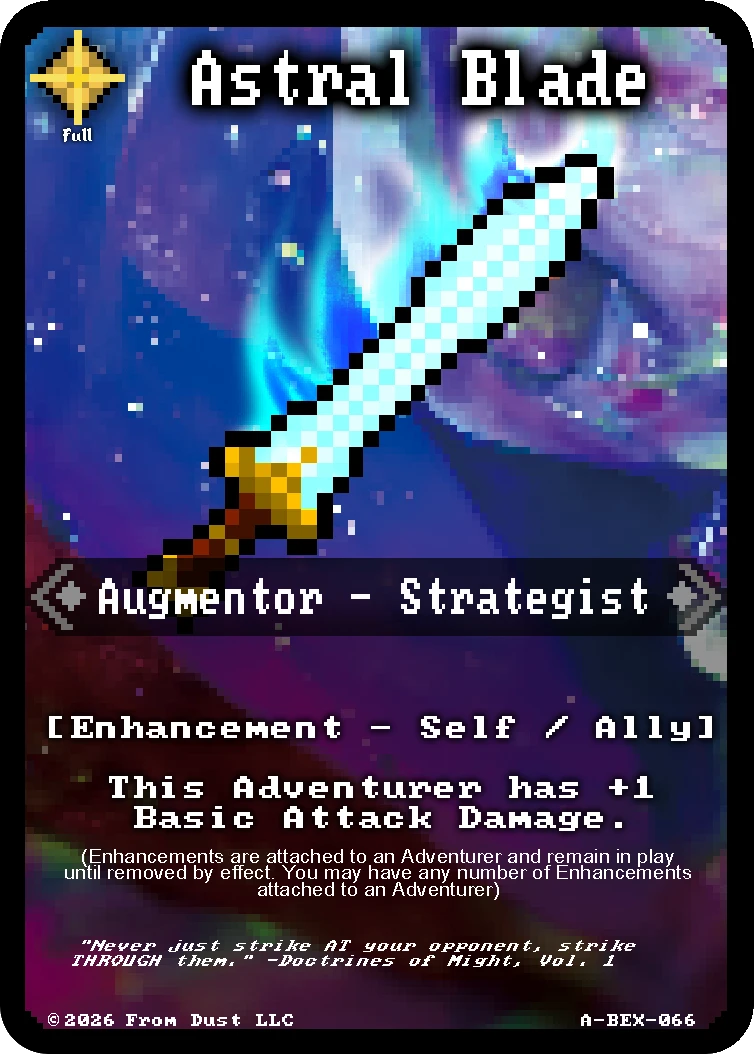 Astral Blade
Full
Augmentor - Strategist
[Enhancement - Self / Ally]
This Adventurer has +1
Basic Attack Damage.
(Enhancements are attached to an Adventurer and remain in play
until removed by effect. You may have any number of Enhancements
attached to an Adventurer)
"Never just strike AT your opponent, strike
THROUGH them." -Doctrines of Might, Vol. 1
©2026 From Dust LLC
A-BEX-066